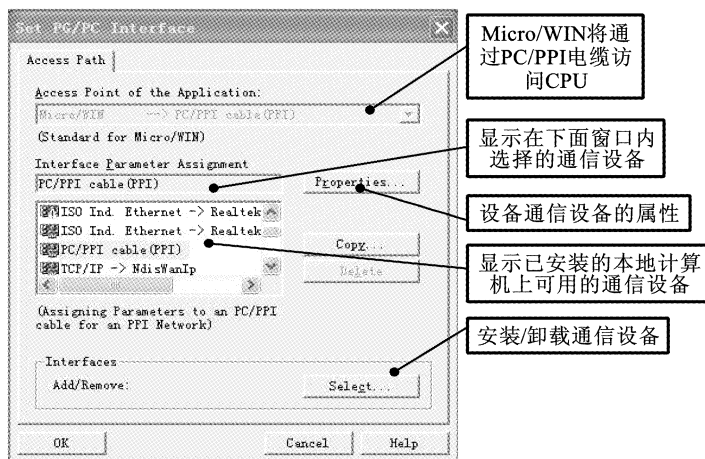 Set PG/PC Interface
Access Path
Access Point of the Application:
Micro/WIN --> PC/PPI cable(PPI)
(Standard for Micro/WIN)
Interface Parameter Assignment
PC/PPI cable(PPI)
Properties...
ISO Ind. Ethernet -> Realtek
ISO Ind. Ethernet -> Realtek
PC/PPI cable(PPI)
TCP/IP -> NdisWanIp
Copy...
Delete
(Assigning Parameters to an PC/PPI
cable for an PPI Network)
Interfaces
Add/Remove:
Select...
OK
Cancel
Help
Micro/WIN将通
过PC/PPI电缆访
问CPU
显示在下面窗口内
选择的通信设备
设备通信设备的属性
显示已安装的本地计算
机上可用的通信设备
安装/卸载通信设备